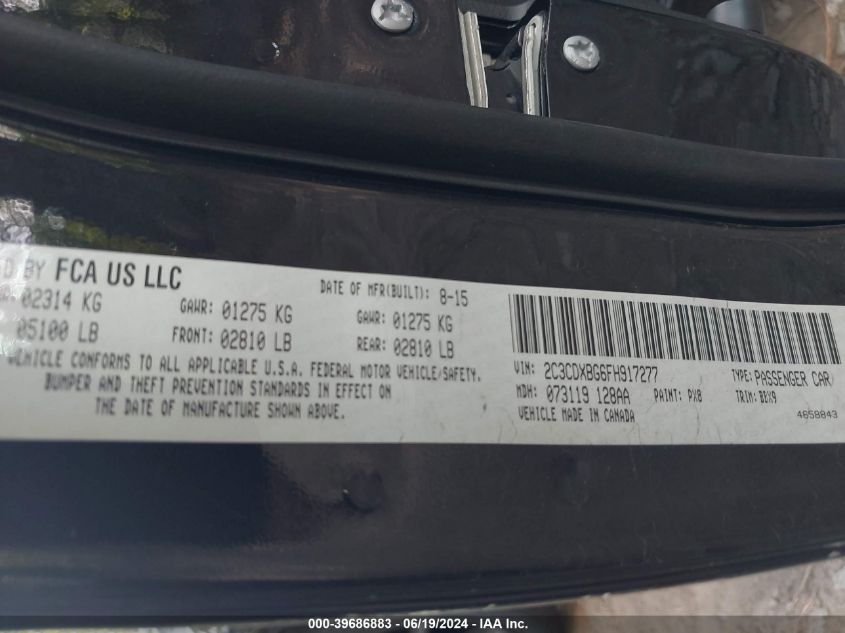 BY FCA US LLC
DATE OF MFR(BUILT): 8-15
02314 KG GAWR: 01275 KG GAWR: 01275 KG
05100 LB FRONT: 02810 LB REAR: 02810 LB
VEHICLE CONFORMS TO ALL APPLICABLE U.S.A. FEDERAL MOTOR VEHICLE/SAFETY,
BUMPER AND THEFT PREVENTION STANDARDS IN EFFECT ON
THE DATE OF MANUFACTURE SHOWN ABOVE.
VIN: 2C3CDXBG6FH917277 TYPE: PASSENGER CAR
MDH: 073119 128AA PAINT: PX8 TRIM: B2X9
VEHICLE MADE IN CANADA 4658843
000-39686883 - 06/19/2024 - IAA Inc.